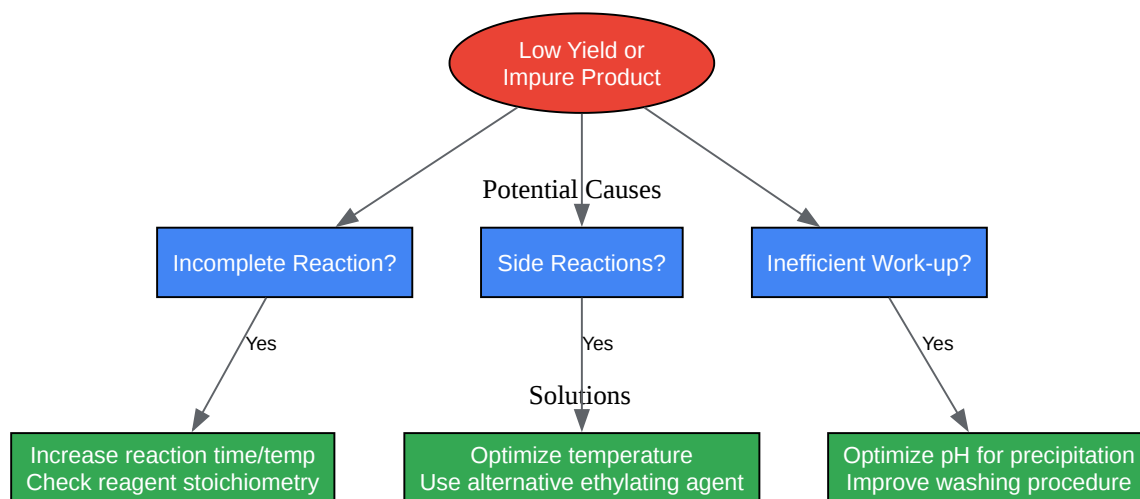 Low Yield or
Impure Product
Potential Causes
Incomplete Reaction?
Side Reactions?
Inefficient Work-up?
Yes
Yes
Yes
Solutions
Increase reaction time/temp
Check reagent stoichiometry
Optimize temperature
Use alternative ethylating agent
Optimize pH for precipitation
Improve washing procedure